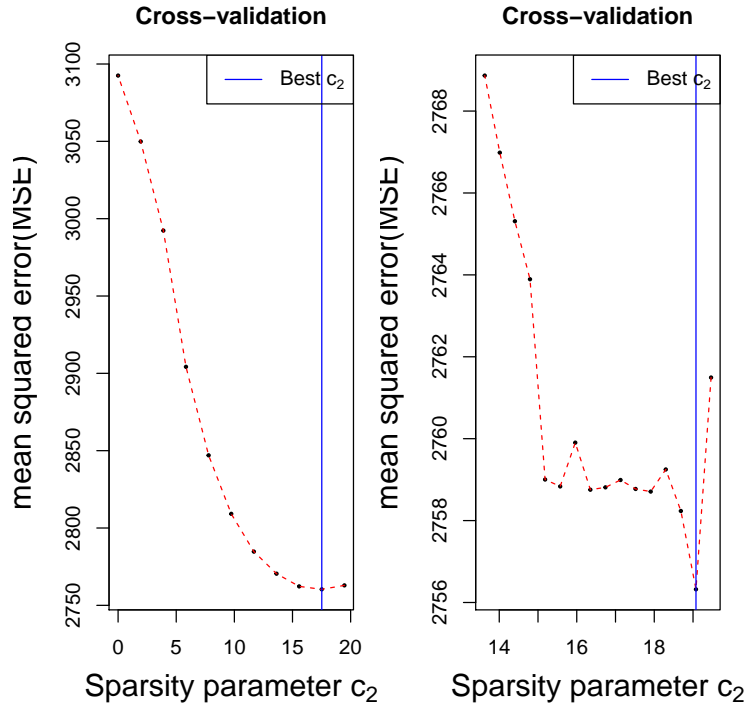 Cross−validation
Best c2
mean squared error(MSE)
3100
3050
3000
2950
2900
2850
2800
2750
0 5 10 15 20
Sparsity parameter c2
Cross−validation
Best c2
mean squared error(MSE)
2768
2766
2764
2762
2760
2758
2756
14 16 18
Sparsity parameter c2